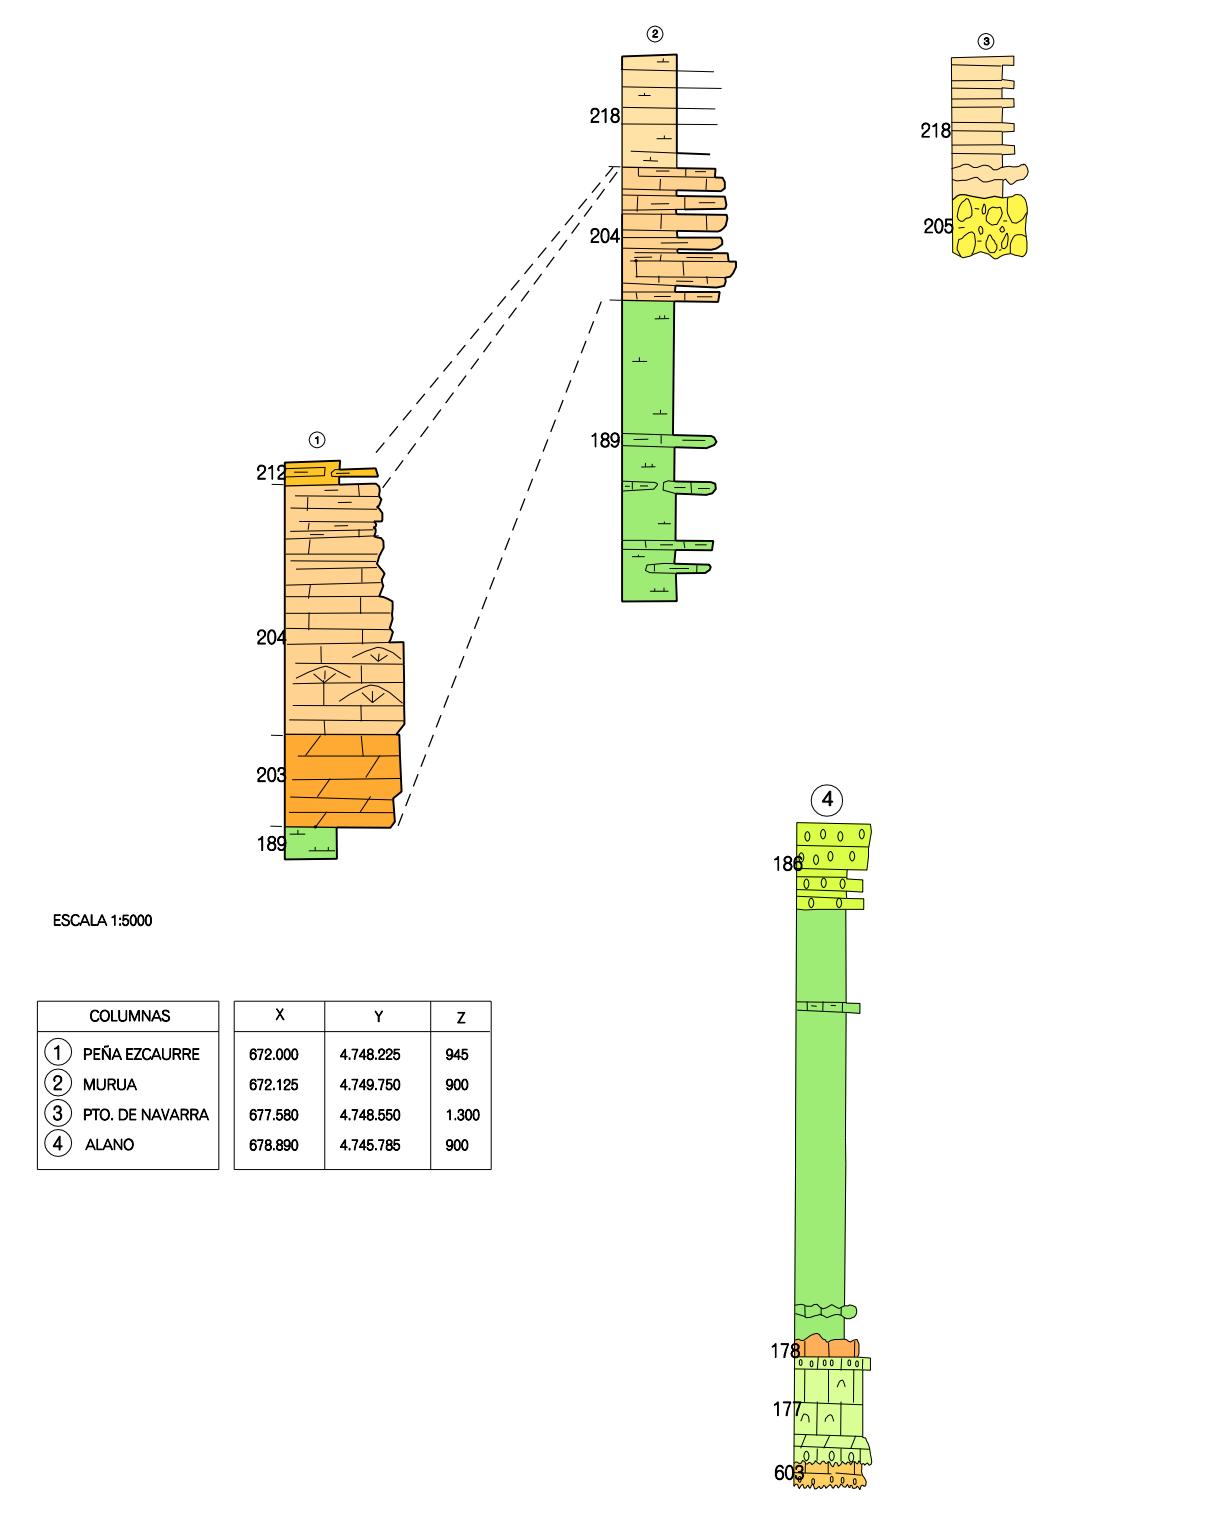 2
3
218
218
205
204
1
189
212
204
203
4
189
186
ESCALA 1:5000
COLUMNAS X Y Z
1 PEÑA EZCAURRE 672.000 4.748.225 945
2 MURUA 672.125 4.749.750 900
3 PTO. DE NAVARRA 677.580 4.748.550 1.300
4 ALANO 678.890 4.745.785 900
178
177
603